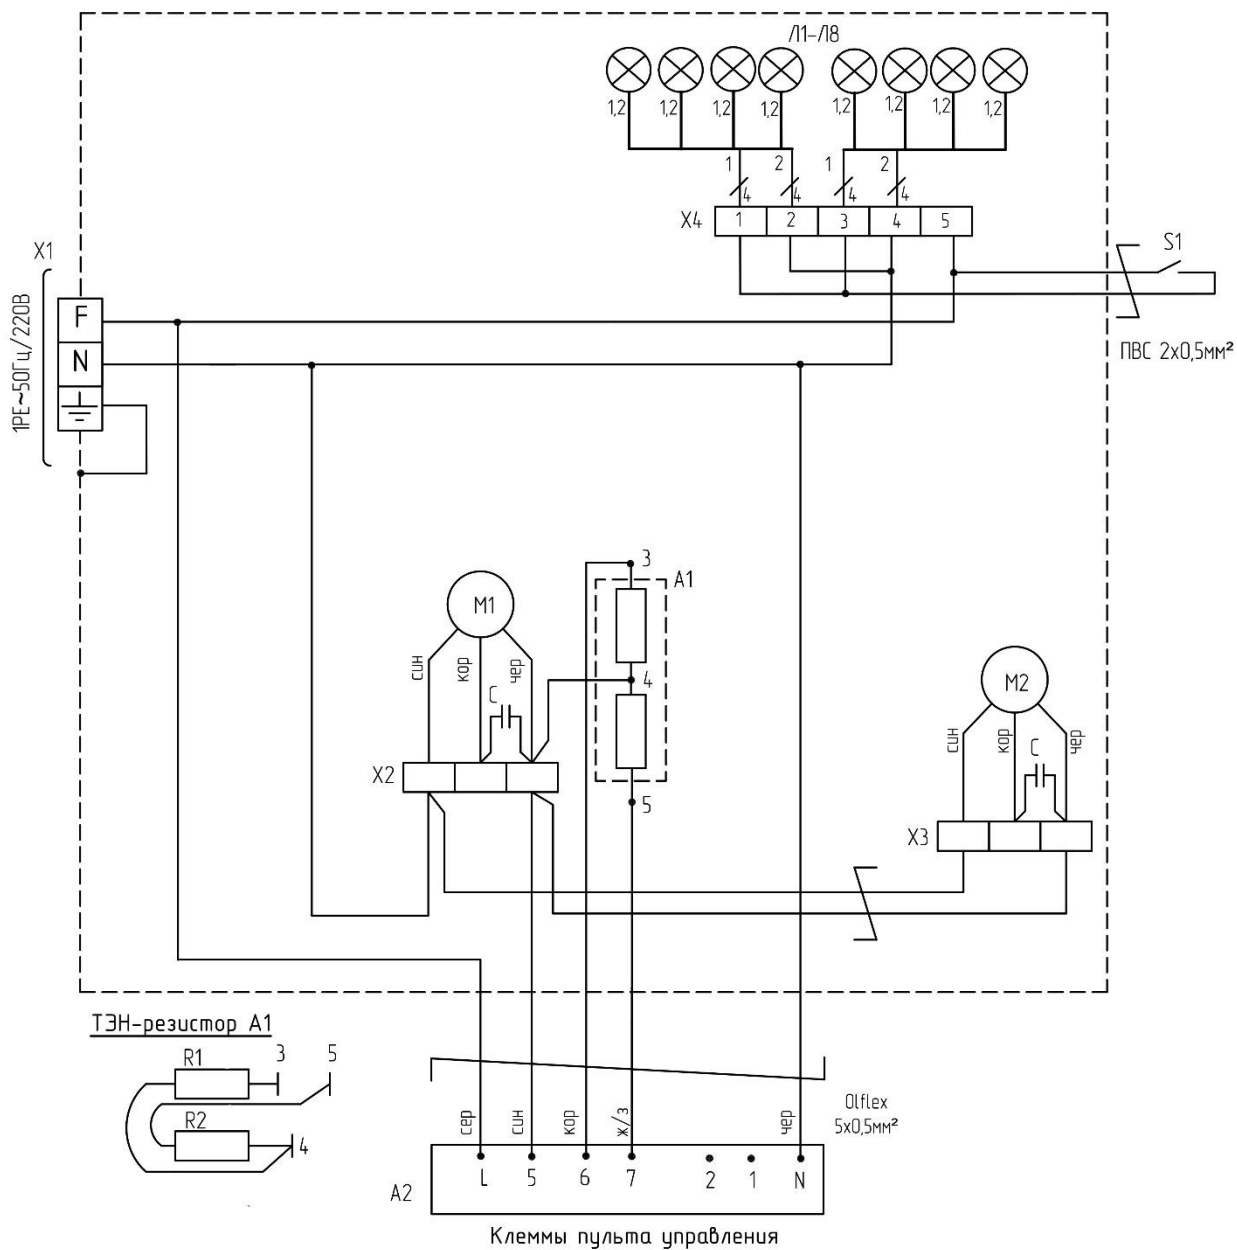 Л1-Л8
1,2 1,2 1,2 1,2 1,2 1,2 1,2 1,2
1 2 1 2
4 4 4 4
X4 1 2 3 4 5
S1
X1
ПВС 2x0,5мм²
1PE~50Гц/220В
F
N
3
A1
M1
син кор чер
4
C
M2
син кор чер
C
X2
5
X3
ТЭН-резистор A1
R1 3 5
R2
4
Olflex
5x0,5мм²
сер син кор ж/з чер
A2 L 5 6 7 2 1 N
Клеммы пульта управления